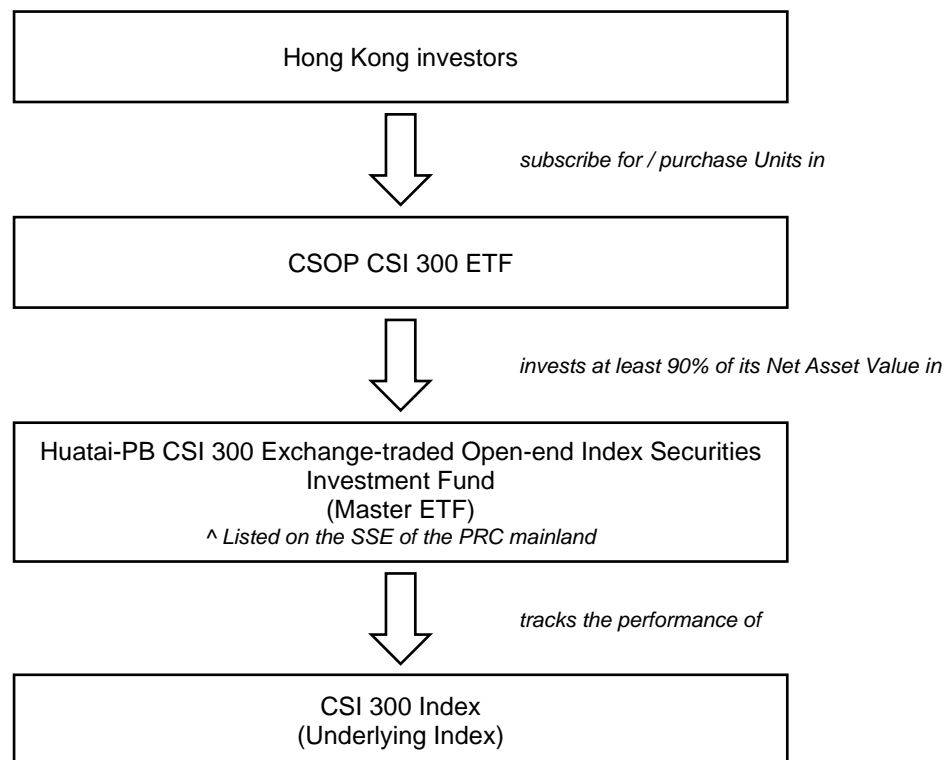 Hong Kong investors
subscribe for / purchase Units in
CSOP CSI 300 ETF
invests at least 90% of its Net Asset Value in
Huatai-PB CSI 300 Exchange-traded Open-end Index Securities
Investment Fund
(Master ETF)
^ Listed on the SSE of the PRC mainland
tracks the performance of
CSI 300 Index
(Underlying Index)